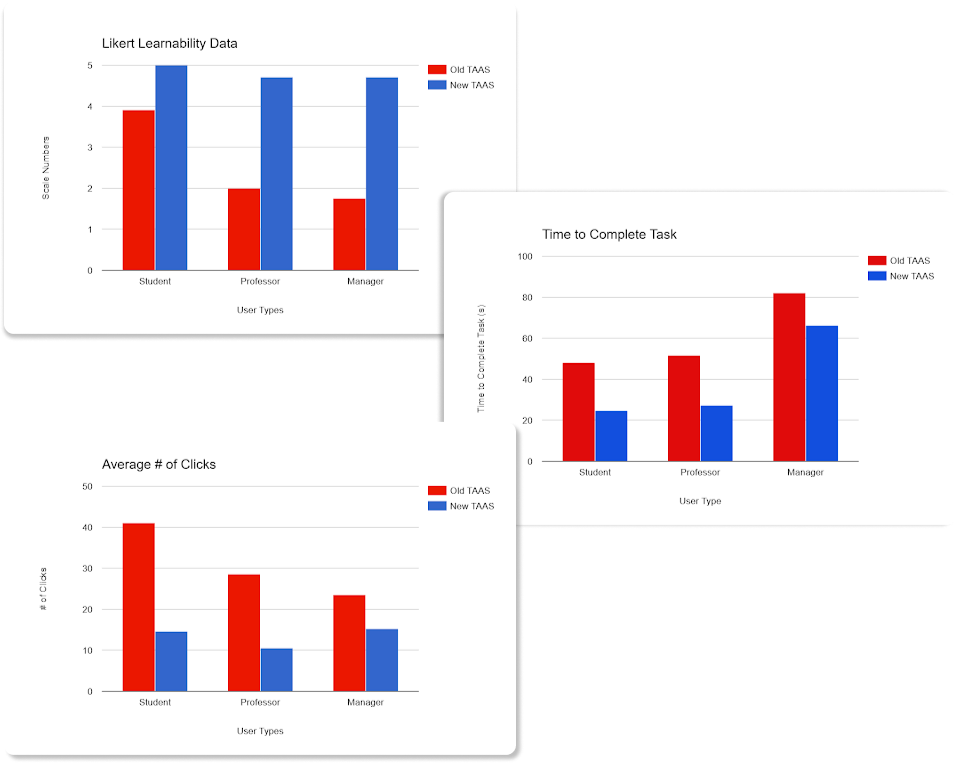 Likert Learnability Data
Old TAAS
New TAAS
Scale Numbers
5
4
3
2
1
0
Student Professor Manager
User Types
Time to Complete Task
Old TAAS
New TAAS
Time to Complete Task (s)
100
80
60
40
20
0
Student Professor Manager
User Type
Average # of Clicks
Old TAAS
New TAAS
# of Clicks
50
40
30
20
10
0
Student Professor Manager
User Types